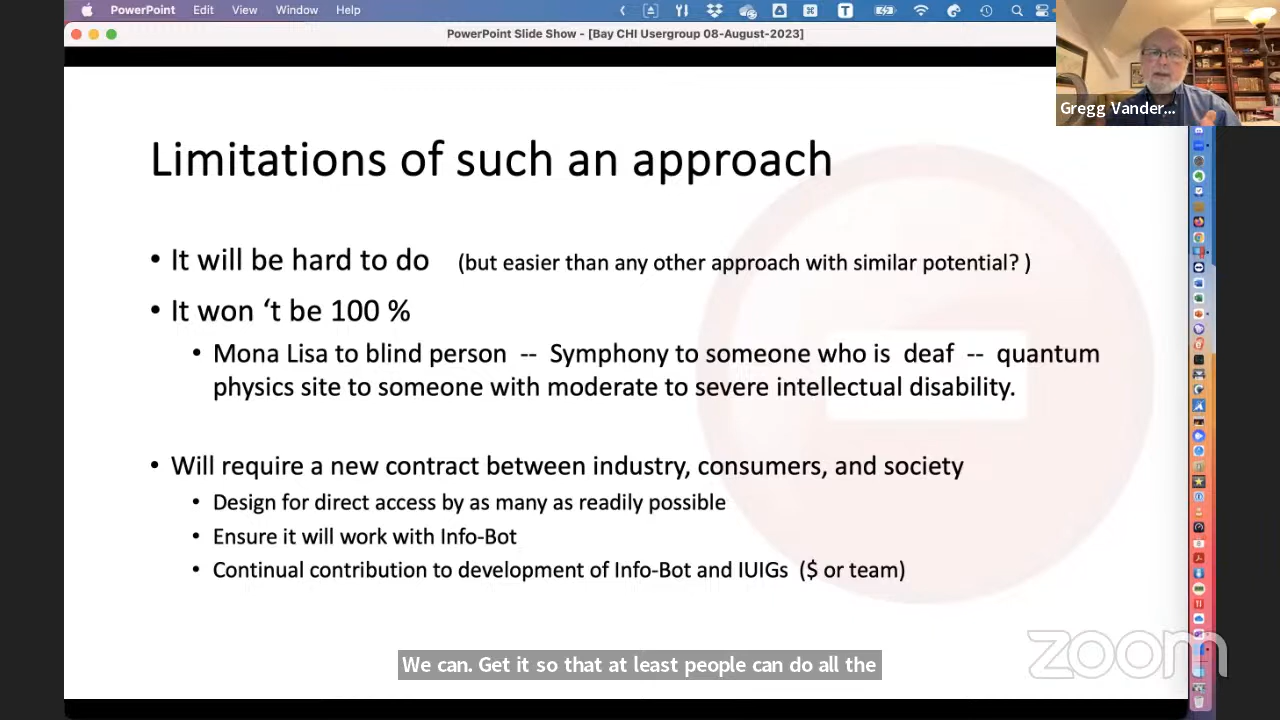 PowerPoint Edit View Window Help
PowerPoint Slide Show - [Bay CHI Usergroup 08-August-2023]
Gregg Vander...
Limitations of such an approach
• It will be hard to do (but easier than any other approach with similar potential? )
• It won ‘t be 100 %
• Mona Lisa to blind person -- Symphony to someone who is deaf -- quantum
physics site to someone with moderate to severe intellectual disability.
• Will require a new contract between industry, consumers, and society
• Design for direct access by as many as readily possible
• Ensure it will work with Info-Bot
• Continual contribution to development of Info-Bot and IUIGs ($ or team)
We can. Get it so that at least people can do all the
zoom